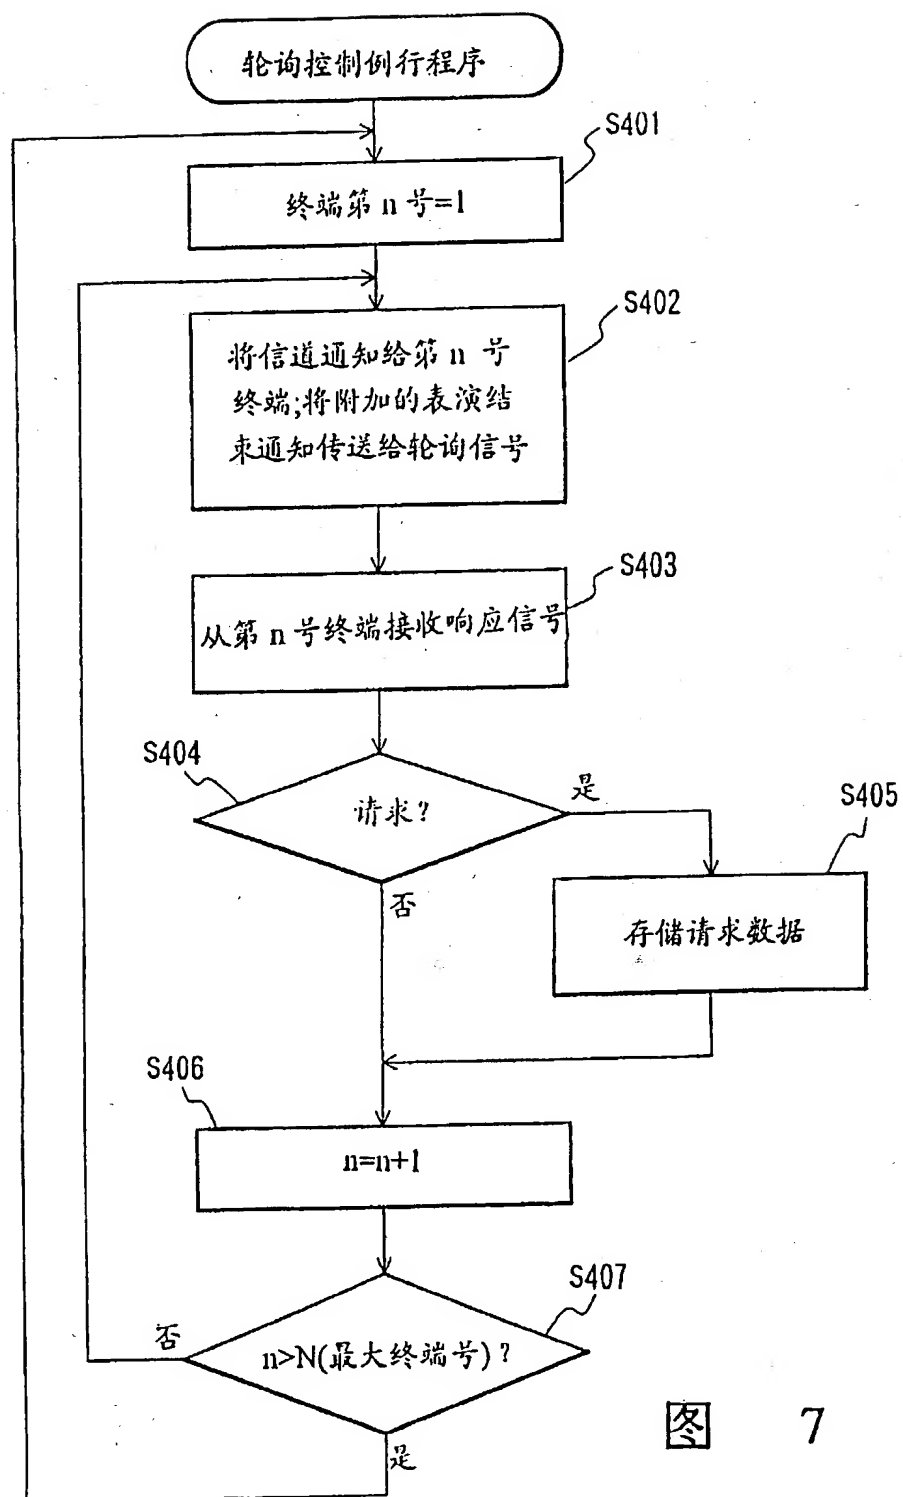 轮询控制例行程序
S401
终端第 n 号=1
S402
将信道通知给第 n 号
终端;将附加的表演结
束通知传送给轮询信号
S403
从第 n 号终端接收响应信号
S404
请求?
是
S405
否
存储请求数据
S406
n=n+1
S407
否
n>N(最大终端号)?
是
图 7